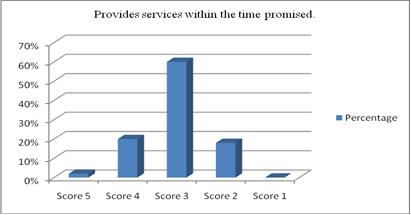 Provides services within the time promised.
70%
60%
50%
40%
30%
20%
10%
0%
Score 5 Score 4 Score 3 Score 2 Score 1
Percentage